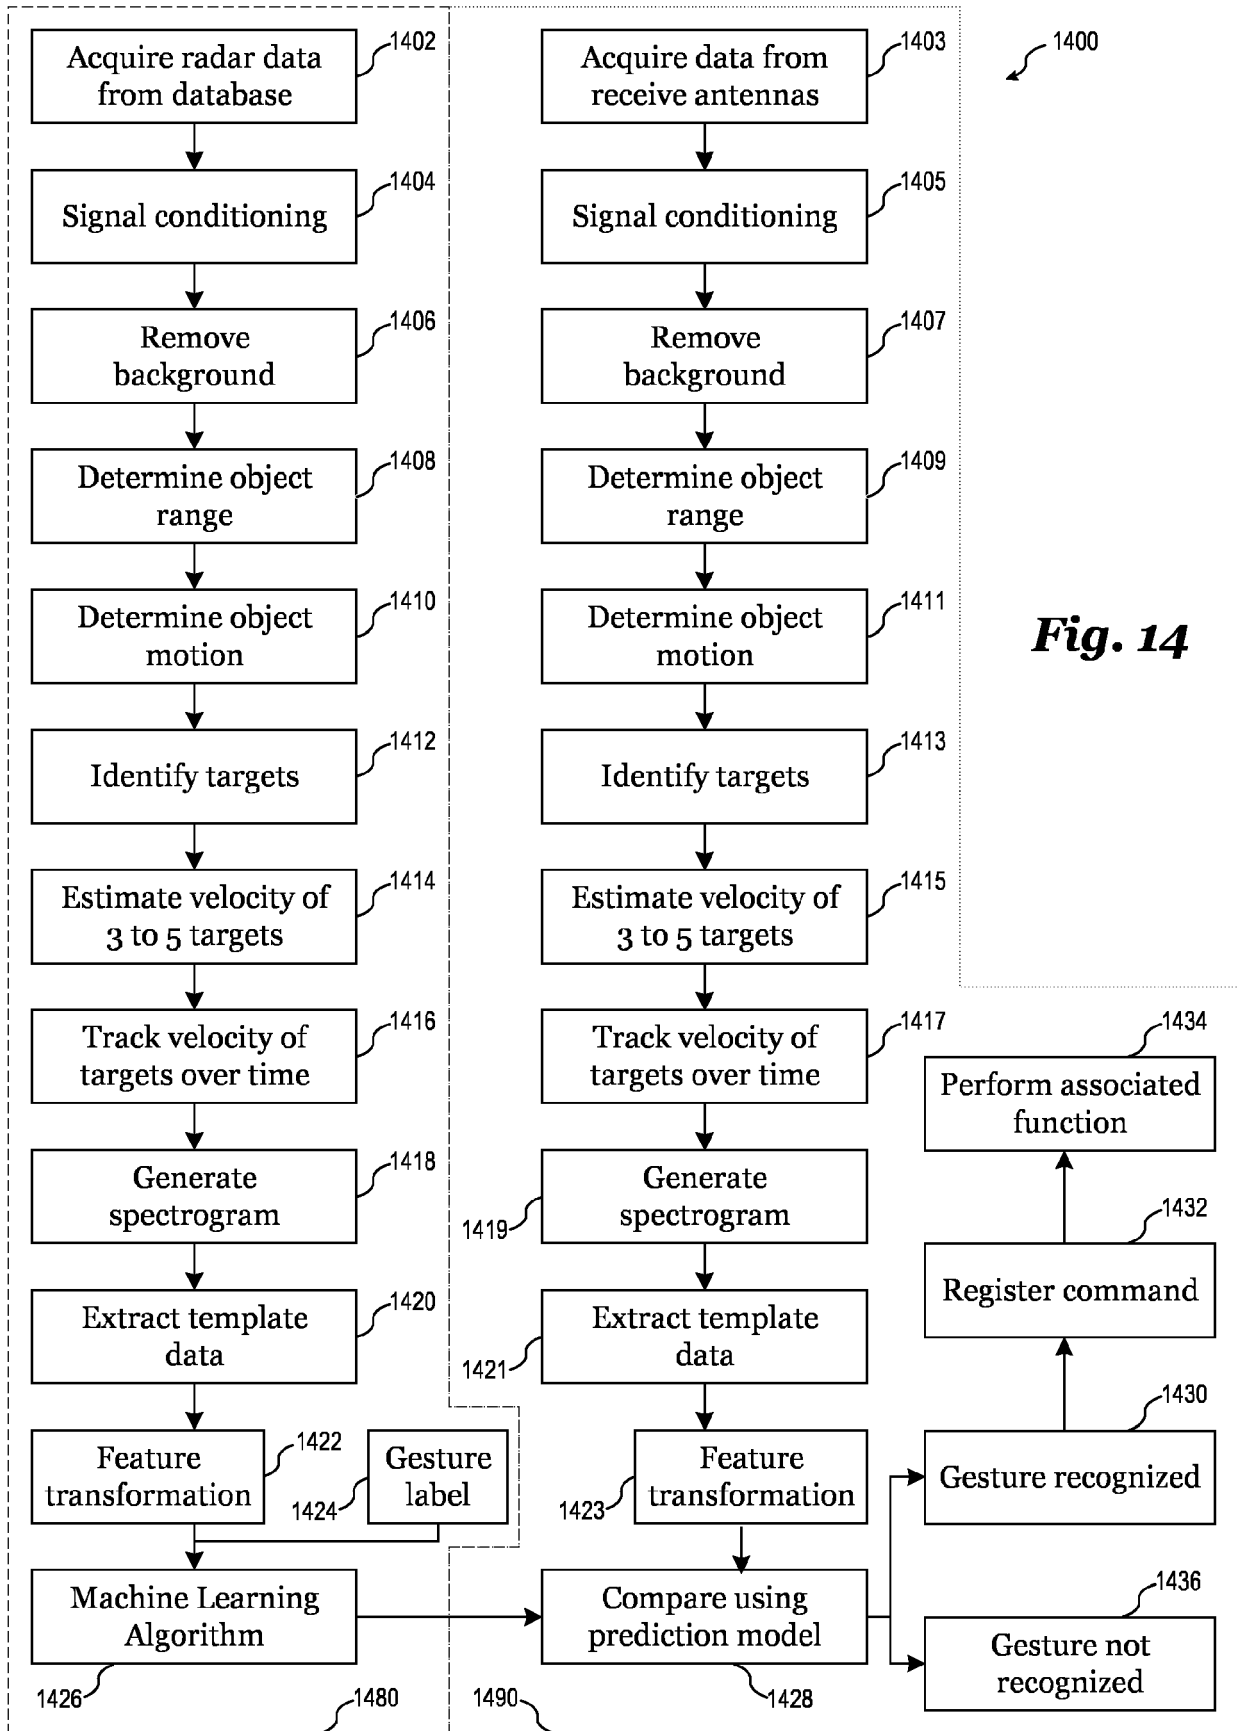 Acquire radar data
from database
1402
Signal conditioning
1404
Remove
background
1406
Determine object
range
1408
Determine object
motion
1410
Identify targets
1412
Estimate velocity of
3 to 5 targets
1414
Track velocity of
targets over time
1416
Generate
spectrogram
1418
Extract template
data
1420
Feature
transformation
1422
Gesture
label
1424
Machine Learning
Algorithm
1426
1480
Acquire data from
receive antennas
1403
Signal conditioning
1405
Remove
background
1407
Determine object
range
1409
Determine object
motion
1411
Identify targets
1413
Estimate velocity of
3 to 5 targets
1415
Track velocity of
targets over time
1417
Generate
spectrogram
1419
Extract template
data
1421
Feature
transformation
1423
Compare using
prediction model
1428
1490
1400
Fig. 14
1434
Perform associated
function
1432
Register command
1430
Gesture recognized
1436
Gesture not
recognized